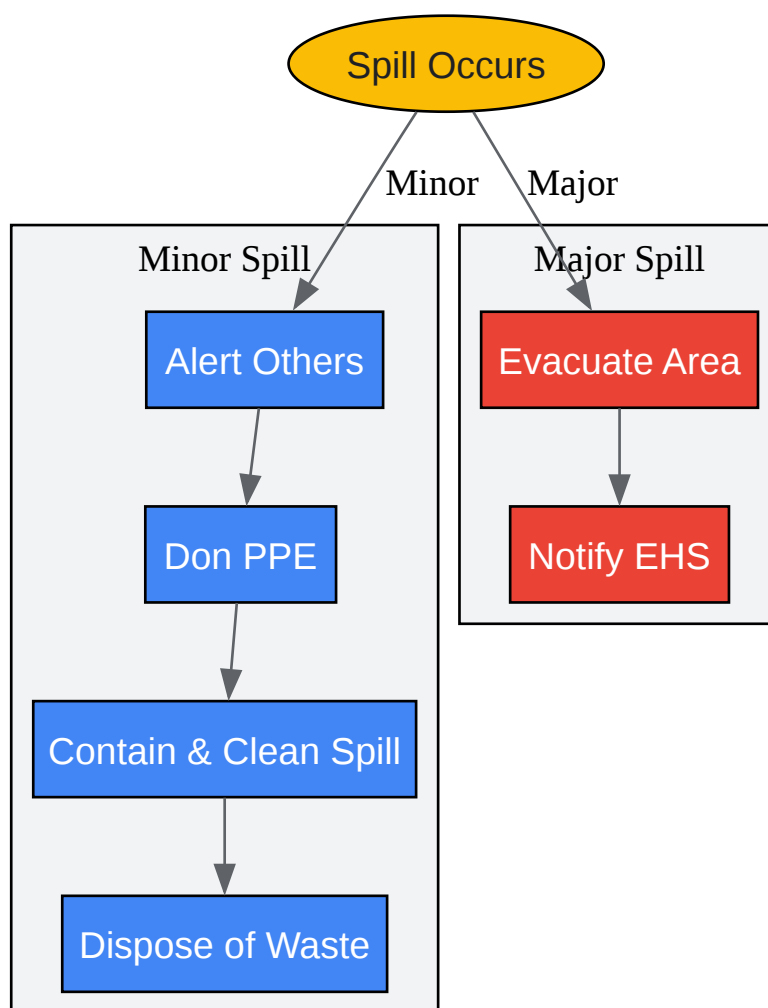 Spill Occurs
Minor
Major
Minor Spill
Major Spill
Alert Others
Evacuate Area
Don PPE
Notify EHS
Contain & Clean Spill
Dispose of Waste